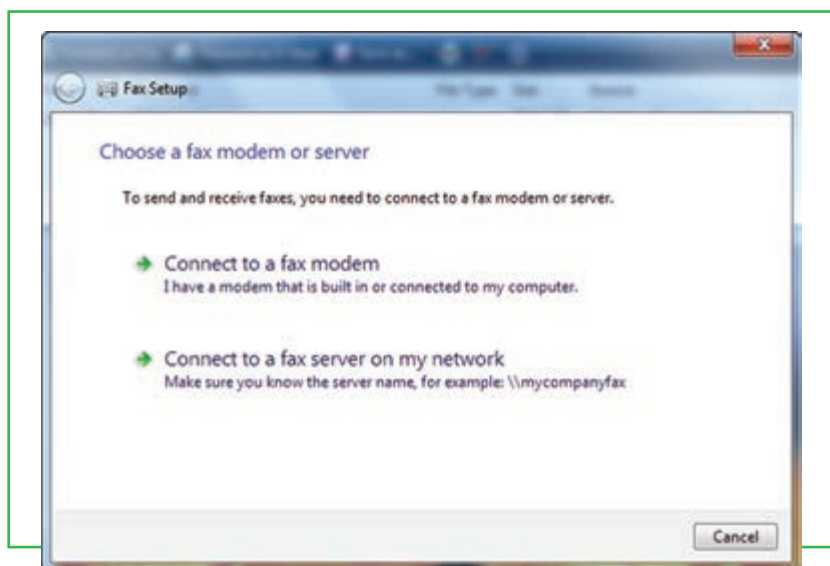 Fax Setup
Choose a fax modem or server
To send and receive faxes, you need to connect to a fax modem or server.
Connect to a fax modem
I have a modem that is built in or connected to my computer.
Connect to a fax server on my network
Make sure you know the server name, for example: \\mycompanyfax
Cancel